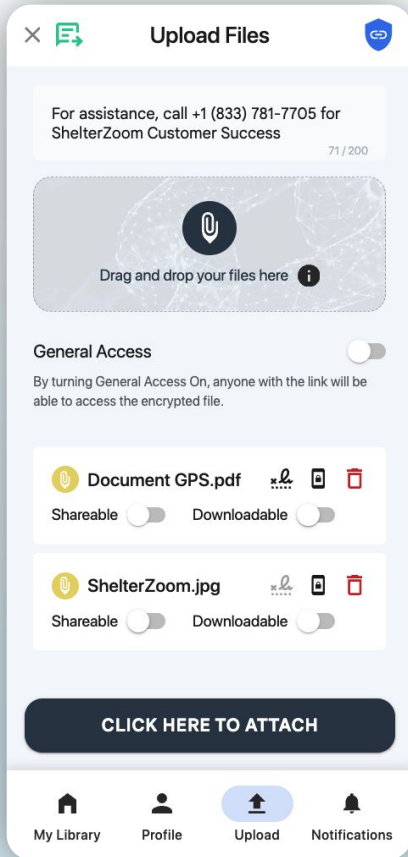 Upload Files
For assistance, call +1 (833) 781-7705 for
ShelterZoom Customer Success
71 / 200
Drag and drop your files here
General Access
By turning General Access On, anyone with the link will be
able to access the encrypted file.
Document GPS.pdf
Shareable Downloadable
ShelterZoom.jpg
Shareable Downloadable
CLICK HERE TO ATTACH
My Library Profile Upload Notifications